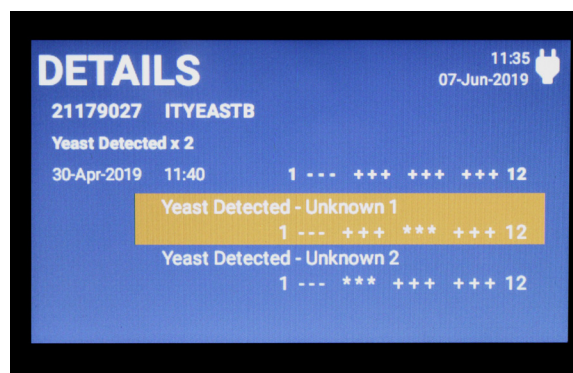 DETAILS
11:35
07-Jun-2019
21179027 ITYEASTB
Yeast Detected x 2
30-Apr-2019 11:40 1 --- +++ +++ +++ 12
Yeast Detected - Unknown 1
1 --- +++ *** +++ 12
Yeast Detected - Unknown 2
1 --- *** +++ +++ 12